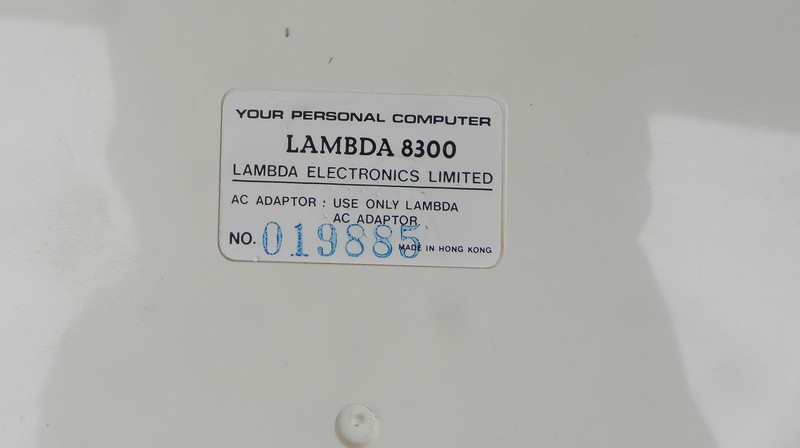 YOUR PERSONAL COMPUTER
LAMBDA 8300
LAMBDA ELECTRONICS LIMITED
AC ADAPTOR : USE ONLY LAMBDA
AC ADAPTOR.
NO. 019885 MADE IN HONG KONG